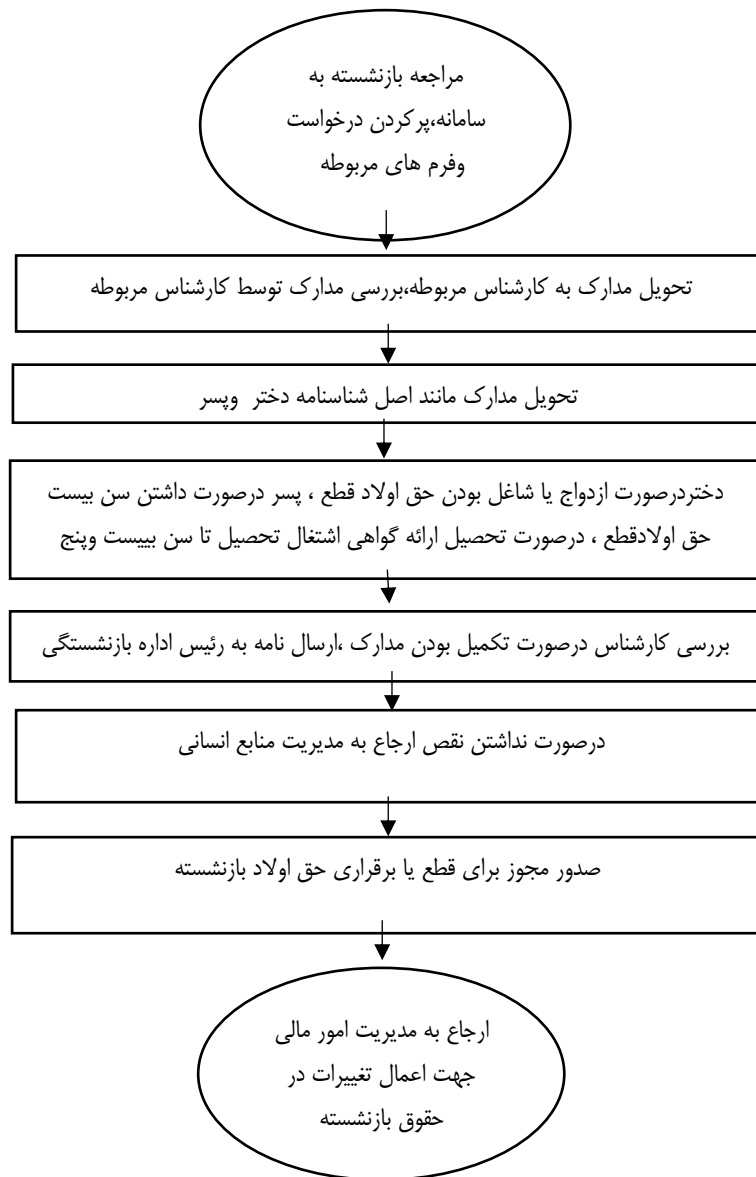 مراجعه بازنشسته به
سامانه،پرکردن درخواست
وفرم های مربوطه
تحویل مدارک به کارشناس مربوطه،بررسی مدارک توسط کارشناس مربوطه
تحویل مدارک مانند اصل شناسنامه دختر وپسر
دختردرصورت ازدواج یا شاغل بودن حق اولاد قطع ، پسر درصورت داشتن سن بیست
حق اولادقطع ، درصورت تحصیل ارائه گواهی اشتغال تحصیل تا سن بییست وپنج
بررسی کارشناس درصورت تکمیل بودن مدارک ،ارسال نامه به رئیس اداره بازنشستگی
درصورت نداشتن نقص ارجاع به مدیریت منابع انسانی
صدور مجوز برای قطع یا برقراری حق اولاد بازنشسته
ارجاع به مدیریت امور مالی
جهت اعمال تغییرات در
حقوق بازنشسته